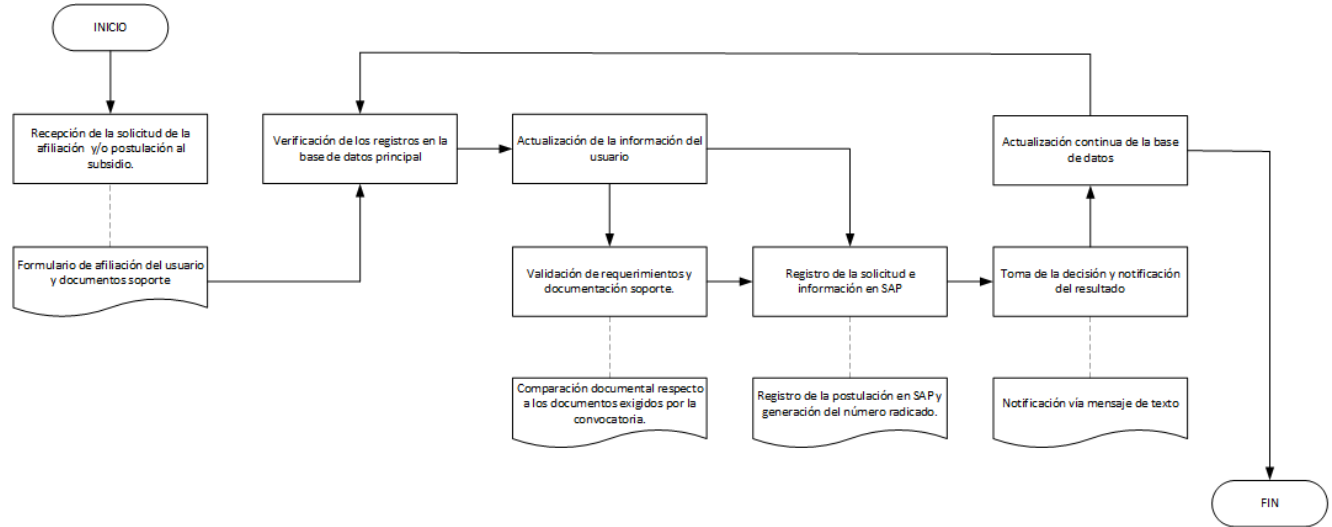 INICIO
Recepción de la solicitud de la
afiliación y/o postulación al
subsidio.
Verificación de los registros en la
base de datos principal
Actualización de la información del
usuario
Actualización continua de la base
de datos
Formulario de afiliación del usuario
y documentos soporte
Validación de requerimientos y
documentación soporte.
Registro de la solicitud e
información en SAP
Toma de la decisión y notificación
del resultado
Comparación documental respecto
a los documentos exigidos por la
convocatoria.
Registro de la postulación en SAP y
generación del número radicado.
Notificación vía mensaje de texto
FIN